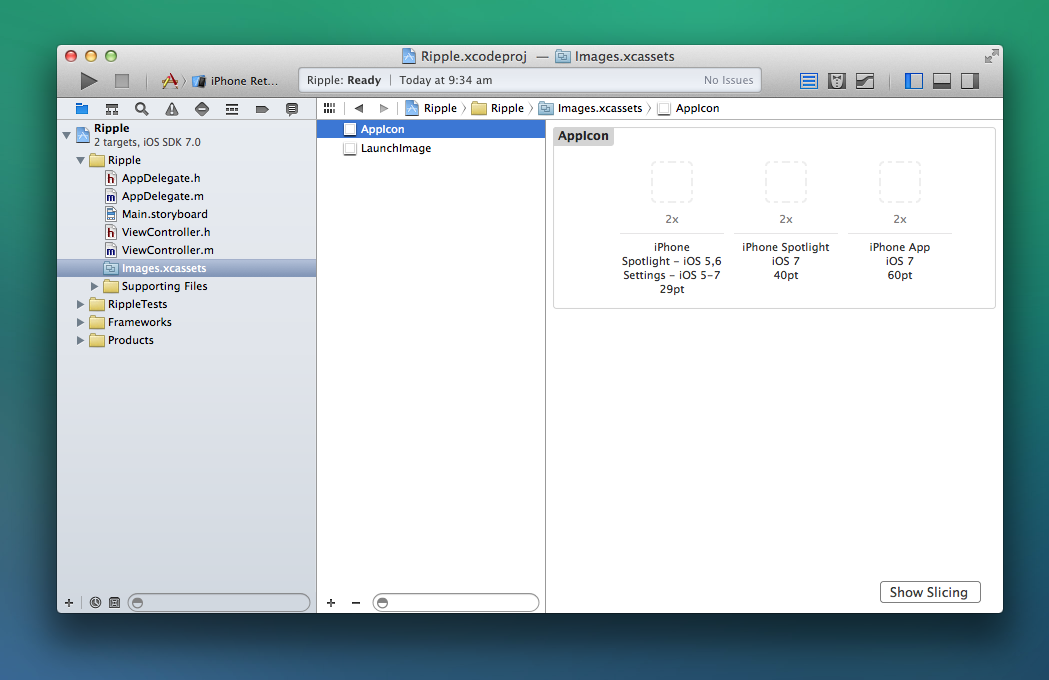 Ripple.xcodeproj — Images.xcassets
iPhone Ret...
Ripple: Ready | Today at 9:34 am
No Issues
Ripple
Ripple
Images.xcassets
AppIcon
Ripple
2 targets, iOS SDK 7.0
Ripple
h AppDelegate.h
m AppDelegate.m
Main.storyboard
h ViewController.h
m ViewController.m
Images.xcassets
Supporting Files
RippleTests
Frameworks
Products
AppIcon
LaunchImage
AppIcon
2x
iPhone
Spotlight – iOS 5,6
Settings – iOS 5–7
29pt
2x
iPhone Spotlight
iOS 7
40pt
2x
iPhone App
iOS 7
60pt
Show Slicing